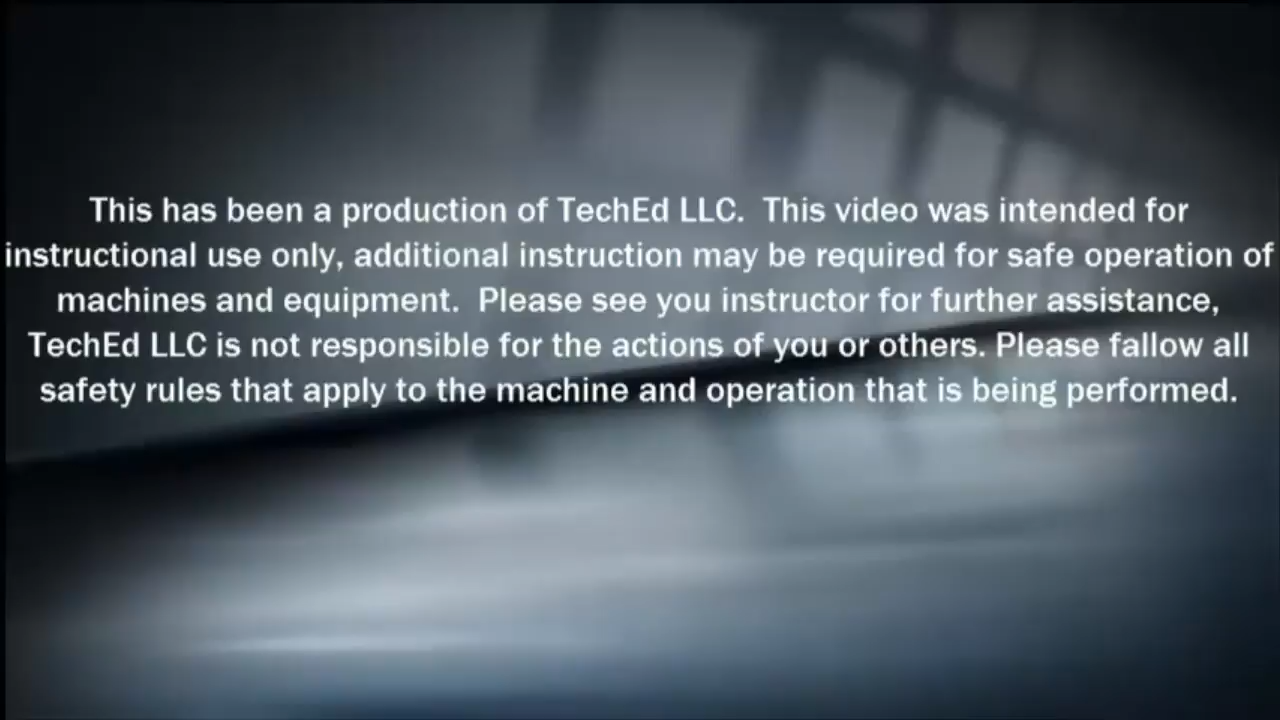 This has been a production of TechEd LLC.  This video was intended for
instructional use only, additional instruction may be required for safe operation of
machines and equipment.  Please see you instructor for further assistance,
TechEd LLC is not responsible for the actions of you or others. Please fallow all
safety rules that apply to the machine and operation that is being performed.